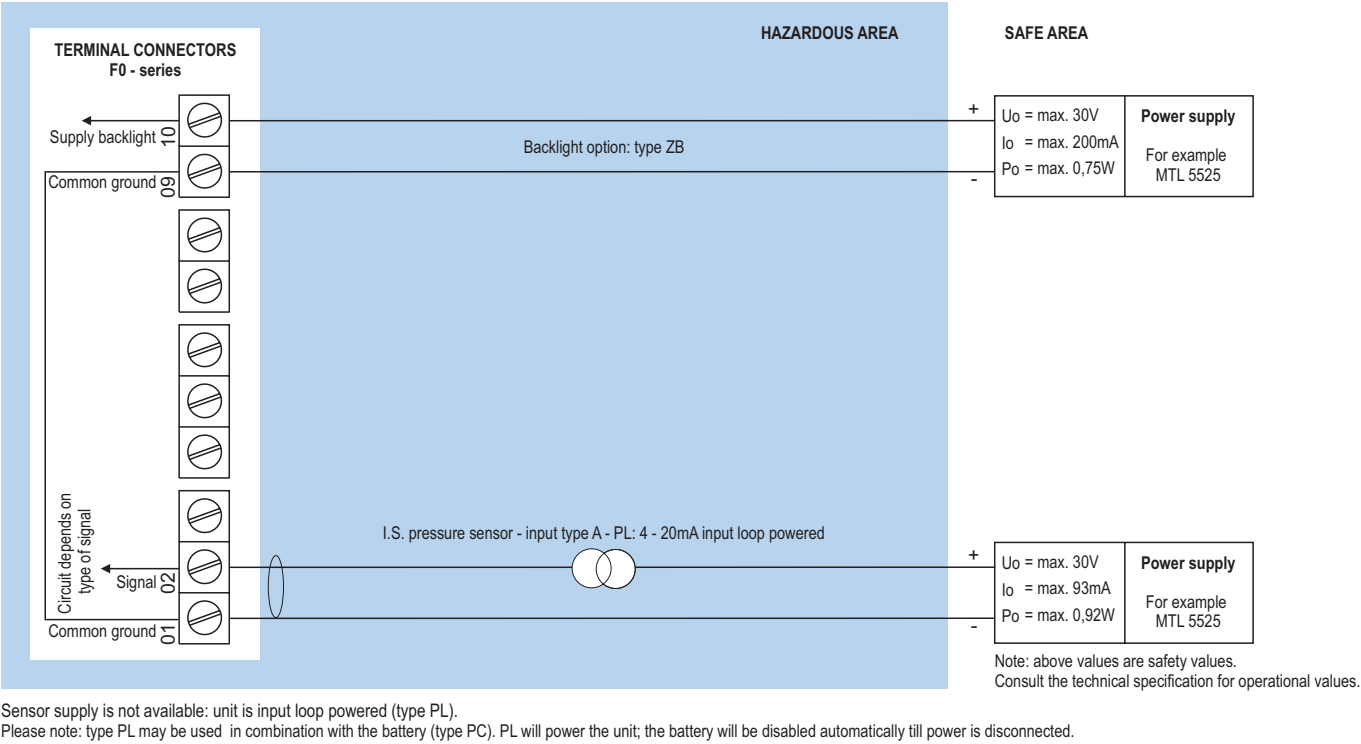 HAZARDOUS AREA
SAFE AREA
TERMINAL CONNECTORS
F0 - series
Supply backlight
10
Common ground
09
Backlight option: type ZB
+
-
Uo = max. 30V
Io = max. 200mA
Po = max. 0,75W
Power supply
For example
MTL 5525
Circuit depends on
type of signal
Signal
02
Common ground
01
I.S. pressure sensor - input type A - PL: 4 - 20mA input loop powered
+
-
Uo = max. 30V
Io = max. 93mA
Po = max. 0,92W
Power supply
For example
MTL 5525
Note: above values are safety values.
Consult the technical specification for operational values.
Sensor supply is not available: unit is input loop powered (type PL).
Please note: type PL may be used in combination with the battery (type PC). PL will power the unit; the battery will be disabled automatically till power is disconnected.